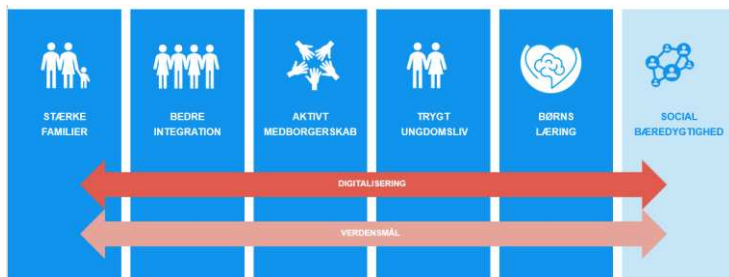 STÆRKE
FAMILIER
BEDRE
INTEGRATION
AKTIVT
MEDBORGERSKAB
TRYGT
UNGDOMSLIV
BØRNS
LÆRING
SOCIAL
BÆREDYGTIGHED
DIGITALISERING
VERDENSMÅL